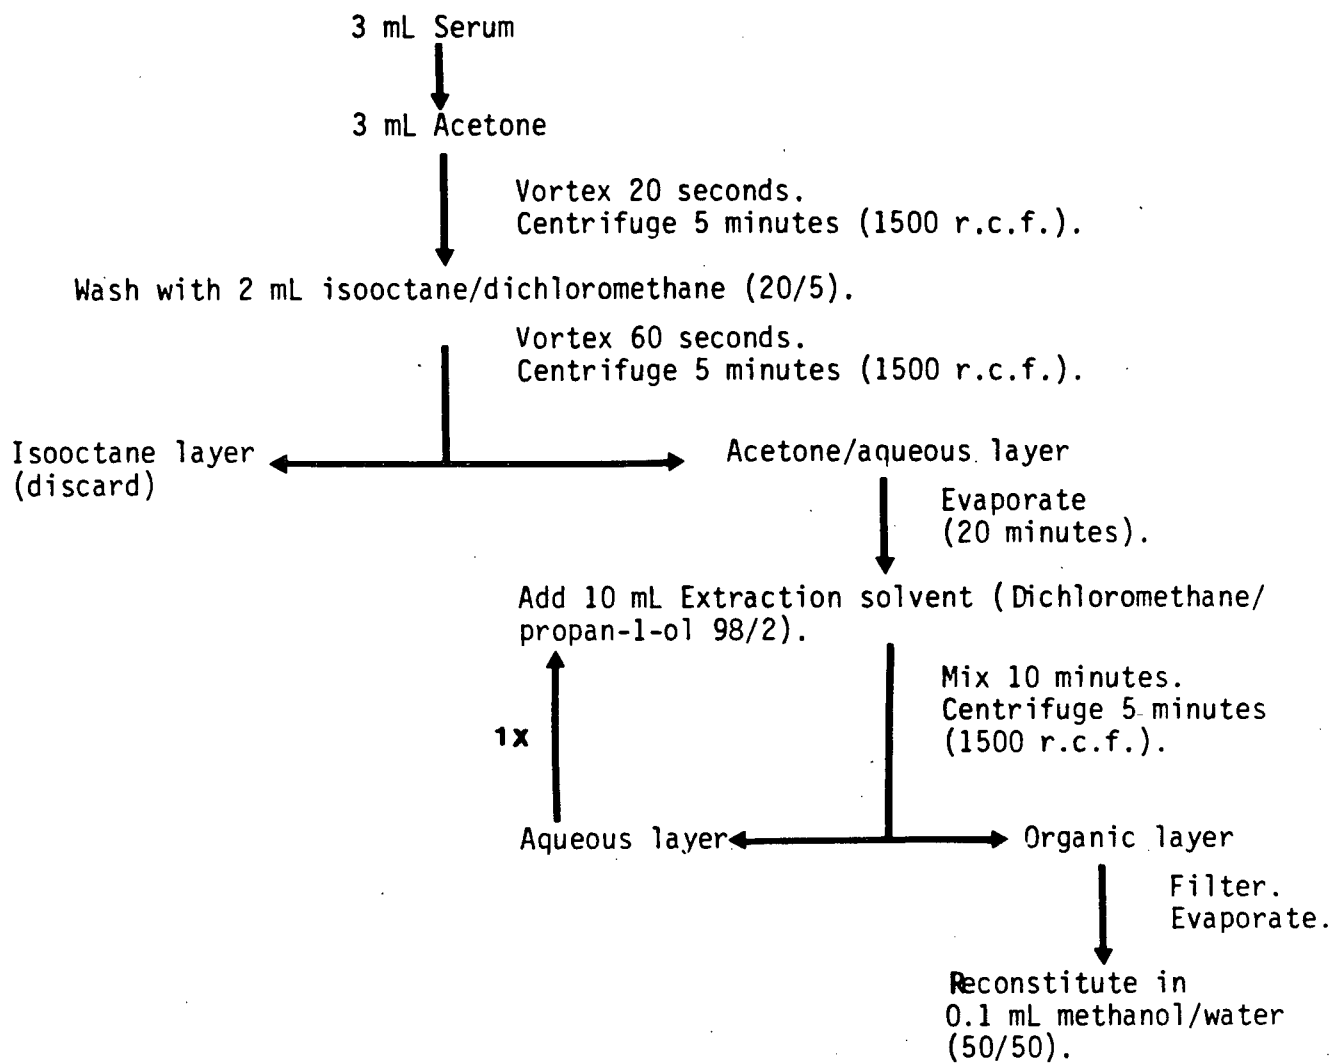 3 mL Serum
3 mL Acetone
Vortex 20 seconds.
Centrifuge 5 minutes (1500 r.c.f.).
Wash with 2 mL isooctane/dichloromethane (20/5).
Vortex 60 seconds.
Centrifuge 5 minutes (1500 r.c.f.).
Isooctane layer
(discard)
Acetone/aqueous layer
Evaporate
(20 minutes).
Add 10 mL Extraction solvent (Dichloromethane/
propan-1-ol 98/2).
Mix 10 minutes.
Centrifuge 5 minutes
(1500 r.c.f.).
1X
Aqueous layer
Organic layer
Filter.
Evaporate.
Reconstitute in
0.1 mL methanol/water
(50/50).